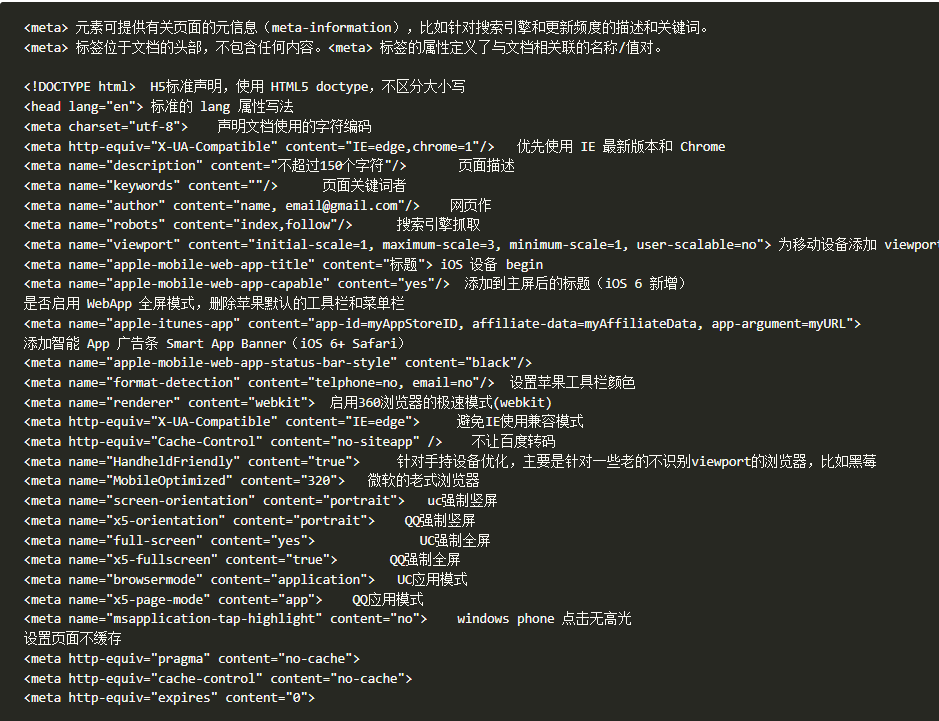 <meta> 元素可提供有关页面的元信息（meta-information），比如针对搜索引擎和更新频度的描述和关键词。
<meta> 标签位于文档的头部，不包含任何内容。<meta> 标签的属性定义了与文档相关联的名称/值对。
<!DOCTYPE html>  H5标准声明，使用 HTML5 doctype，不区分大小写
<head lang="en"> 标准的 lang 属性写法
<meta charset="utf-8">    声明文档使用的字符编码
<meta http-equiv="X-UA-Compatible" content="IE=edge,chrome=1"/>   优先使用 IE 最新版本和 Chrome
<meta name="description" content="不超过150个字符"/>       页面描述
<meta name="keywords" content=""/>      页面关键词者
<meta name="author" content="name, email@gmail.com"/>    网页作
<meta name="robots" content="index,follow"/>      搜索引擎抓取
<meta name="viewport" content="initial-scale=1, maximum-scale=3, minimum-scale=1, user-scalable=no"> 为移动设备添加 viewport
<meta name="apple-mobile-web-app-title" content="标题"> iOS 设备 begin
<meta name="apple-mobile-web-app-capable" content="yes"/>  添加到主屏后的标题（iOS 6 新增）
是否启用 WebApp 全屏模式，删除苹果默认的工具栏和菜单栏
<meta name="apple-itunes-app" content="app-id=myAppStoreID, affiliate-data=myAffiliateData, app-argument=myURL">
添加智能 App 广告条 Smart App Banner（iOS 6+ Safari）
<meta name="apple-mobile-web-app-status-bar-style" content="black"/>
<meta name="format-detection" content="telphone=no, email=no"/>  设置苹果工具栏颜色
<meta name="renderer" content="webkit">  启用360浏览器的极速模式(webkit)
<meta http-equiv="X-UA-Compatible" content="IE=edge">     避免IE使用兼容模式
<meta http-equiv="Cache-Control" content="no-siteapp" />    不让百度转码
<meta name="HandheldFriendly" content="true">     针对手持设备优化，主要是针对一些老的不识别viewport的浏览器，比如黑莓
<meta name="MobileOptimized" content="320">   微软的老式浏览器
<meta name="screen-orientation" content="portrait">   uc强制竖屏
<meta name="x5-orientation" content="portrait">    QQ强制竖屏
<meta name="full-screen" content="yes">              UC强制全屏
<meta name="x5-fullscreen" content="true">       QQ强制全屏
<meta name="browsermode" content="application">   UC应用模式
<meta name="x5-page-mode" content="app">    QQ应用模式
<meta name="msapplication-tap-highlight" content="no">    windows phone 点击无高光
设置页面不缓存
<meta http-equiv="pragma" content="no-cache">
<meta http-equiv="cache-control" content="no-cache">
<meta http-equiv="expires" content="0">